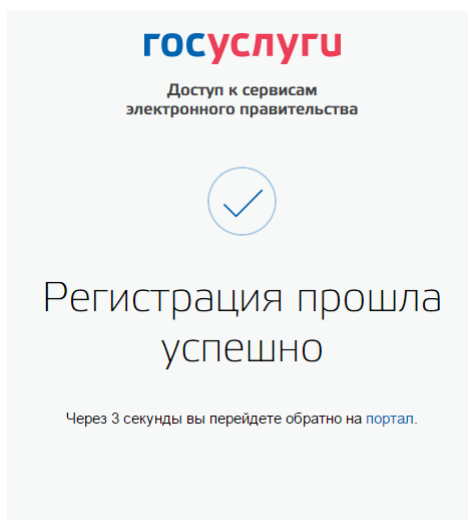 госуслуги
Доступ к сервисам
электронного правительства
Регистрация прошла
успешно
Через 3 секунды вы перейдете обратно на портал.